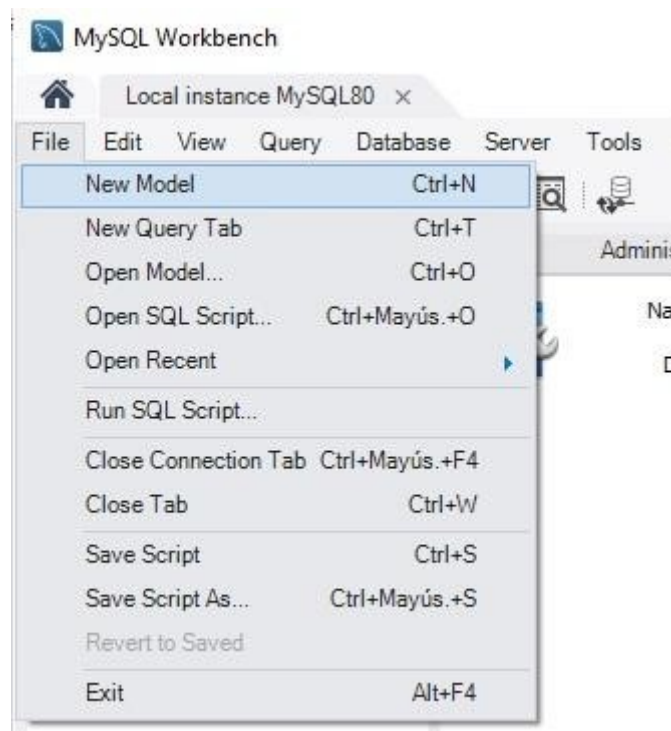 MySQL Workbench
Local instance MySQL80 ×
File Edit View Query Database Server Tools
New Model Ctrl+N
New Query Tab Ctrl+T
Adminis
Open Model... Ctrl+O
Open SQL Script... Ctrl+Mayús.+O
Na
Open Recent
D
Run SQL Script...
Close Connection Tab Ctrl+Mayús.+F4
Close Tab Ctrl+W
Save Script Ctrl+S
Save Script As... Ctrl+Mayús.+S
Revert to Saved
Exit Alt+F4